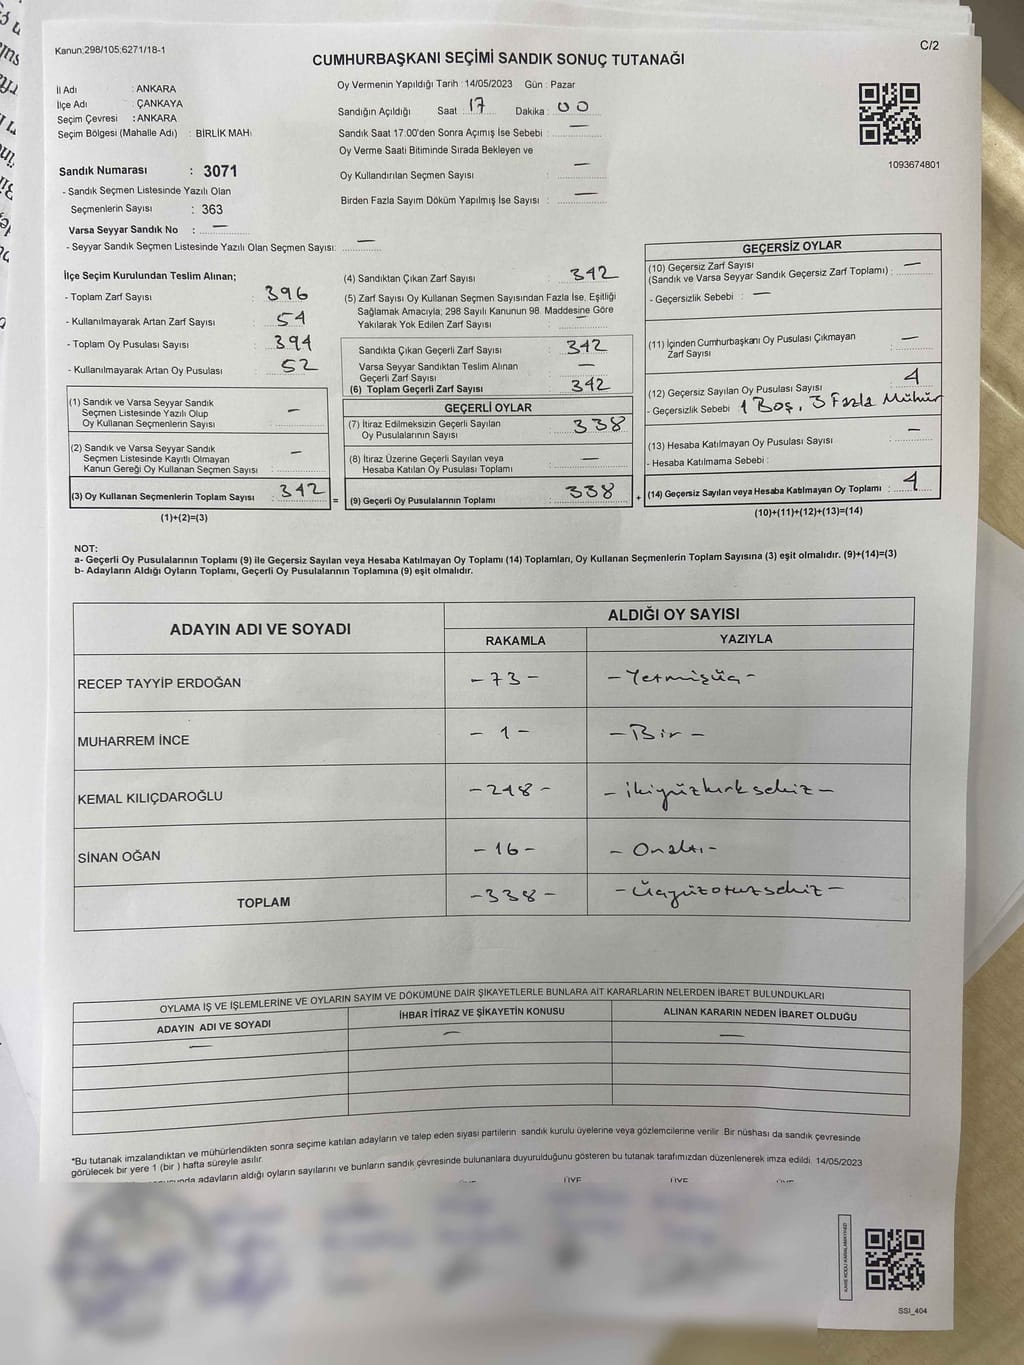 Kanun:298/105;6271/18-1
C/2
CUMHURBAŞKANI SEÇİMİ SANDIK SONUÇ TUTANAĞI
İl Adı : ANKARA
İlçe Adı : ÇANKAYA
Seçim Çevresi : ANKARA
Seçim Bölgesi (Mahalle Adı) : BİRLİK MAH.
Oy Vermenin Yapıldığı Tarih :14/05/2023 Gün : Pazar
Sandığın Açıldığı Saat 17 Dakika : 00
Sandık Saat 17:00'den Sonra Açımış İse Sebebi : —
Oy Verme Saati Bitiminde Sırada Bekleyen ve
Oy Kullandırılan Seçmen Sayısı : —
Birden Fazla Sayım Döküm Yapılmış İse Sayısı : —
1093674801
Sandık Numarası : 3071
- Sandık Seçmen Listesinde Yazılı Olan
Seçmenlerin Sayısı : 363
Varsa Seyyar Sandık No : —
- Seyyar Sandık Seçmen Listesinde Yazılı Olan Seçmen Sayısı: —
İlçe Seçim Kurulundan Teslim Alınan;
- Toplam Zarf Sayısı : 396
- Kullanılmayarak Artan Zarf Sayısı : 54
- Toplam Oy Pusulası Sayısı : 394
- Kullanılmayarak Artan Oy Pusulası : 52
(1) Sandık ve Varsa Seyyar Sandık
Seçmen Listesinde Yazılı Olup
Oy Kullanan Seçmenlerin Sayısı : —
(2) Sandık ve Varsa Seyyar Sandık
Seçmen Listesinde Kayıtlı Olmayan
Kanun Gereği Oy Kullanan Seçmen Sayısı : —
(3) Oy Kullanan Seçmenlerin Toplam Sayısı : 342
(1)+(2)=(3)
(4) Sandıktan Çıkan Zarf Sayısı : 342
(5) Zarf Sayısı Oy Kullanan Seçmen Sayısından Fazla İse, Eşitliği
Sağlamak Amacıyla; 298 Sayılı Kanunun 98. Maddesine Göre
Yakılarak Yok Edilen Zarf Sayısı : —
Sandıkta Çıkan Geçerli Zarf Sayısı : 342
Varsa Seyyar Sandıktan Teslim Alınan
Geçerli Zarf Sayısı : —
(6) Toplam Geçerli Zarf Sayısı : 342
GEÇERLİ OYLAR
(7) İtiraz Edilmeksizin Geçerli Sayılan
Oy Pusulalarının Sayısı : 338
(8) İtiraz Üzerine Geçerli Sayılan veya
Hesaba Katılan Oy Pusulası Toplamı : —
= (9) Geçerli Oy Pusulalarının Toplamı : 338
GEÇERSİZ OYLAR
(10) Geçersiz Zarf Sayısı
(Sandık ve Varsa Seyyar Sandık Geçersiz Zarf Toplamı) : —
- Geçersizlik Sebebi : —
(11) İçinden Cumhurbaşkanı Oy Pusulası Çıkmayan
Zarf Sayısı : —
(12) Geçersiz Sayılan Oy Pusulası Sayısı : 4
- Geçersizlik Sebebi : 1 Boş, 3 Fazla Mühür
(13) Hesaba Katılmayan Oy Pusulası Sayısı : —
- Hesaba Katılmama Sebebi :
+ (14) Geçersiz Sayılan veya Hesaba Katılmayan Oy Toplamı : 4
(10)+(11)+(12)+(13)=(14)
NOT:
a- Geçerli Oy Pusulalarının Toplamı (9) ile Geçersiz Sayılan veya Hesaba Katılmayan Oy Toplamı (14) Toplamları, Oy Kullanan Seçmenlerin Toplam Sayısına (3) eşit olmalıdır. (9)+(14)=(3)
b- Adayların Aldığı Oyların Toplamı, Geçerli Oy Pusulalarının Toplamına (9) eşit olmalıdır.
ADAYIN ADI VE SOYADI
ALDIĞI OY SAYISI
RAKAMLA YAZIYLA
RECEP TAYYİP ERDOĞAN -73- -Yetmişüç-
MUHARREM İNCE -1- -Bir-
KEMAL KILIÇDAROĞLU -248- -ikiyüzkırksekiz-
SİNAN OĞAN -16- -Onaltı-
TOPLAM -338- -Üçyüzotuzsekiz-
OYLAMA İŞ VE İŞLEMLERİNE VE OYLARIN SAYIM VE DÖKÜMÜNE DAİR ŞİKAYETLERLE BUNLARA AİT KARARLARIN NELERDEN İBARET BULUNDUKLARI
ADAYIN ADI VE SOYADI İHBAR İTİRAZ VE ŞİKAYETİN KONUSU ALINAN KARARIN NEDEN İBARET OLDUĞU
— — —
*Bu tutanak imzalandıktan ve mühürlendikten sonra seçime katılan adayların ve talep eden siyasi partilerin sandık kurulu üyelerine veya gözlemcilerine verilir. Bir nüshası da sandık çevresinde
görülecek bir yere 1 (bir ) hafta süreyle asılır.
adayların aldığı oyların sayılarını ve bunların sandık çevresinde bulunanlara duyurulduğunu gösteren bu tutanak tarafımızdan düzenlenerek imza edildi. 14/05/2023
SSI_404